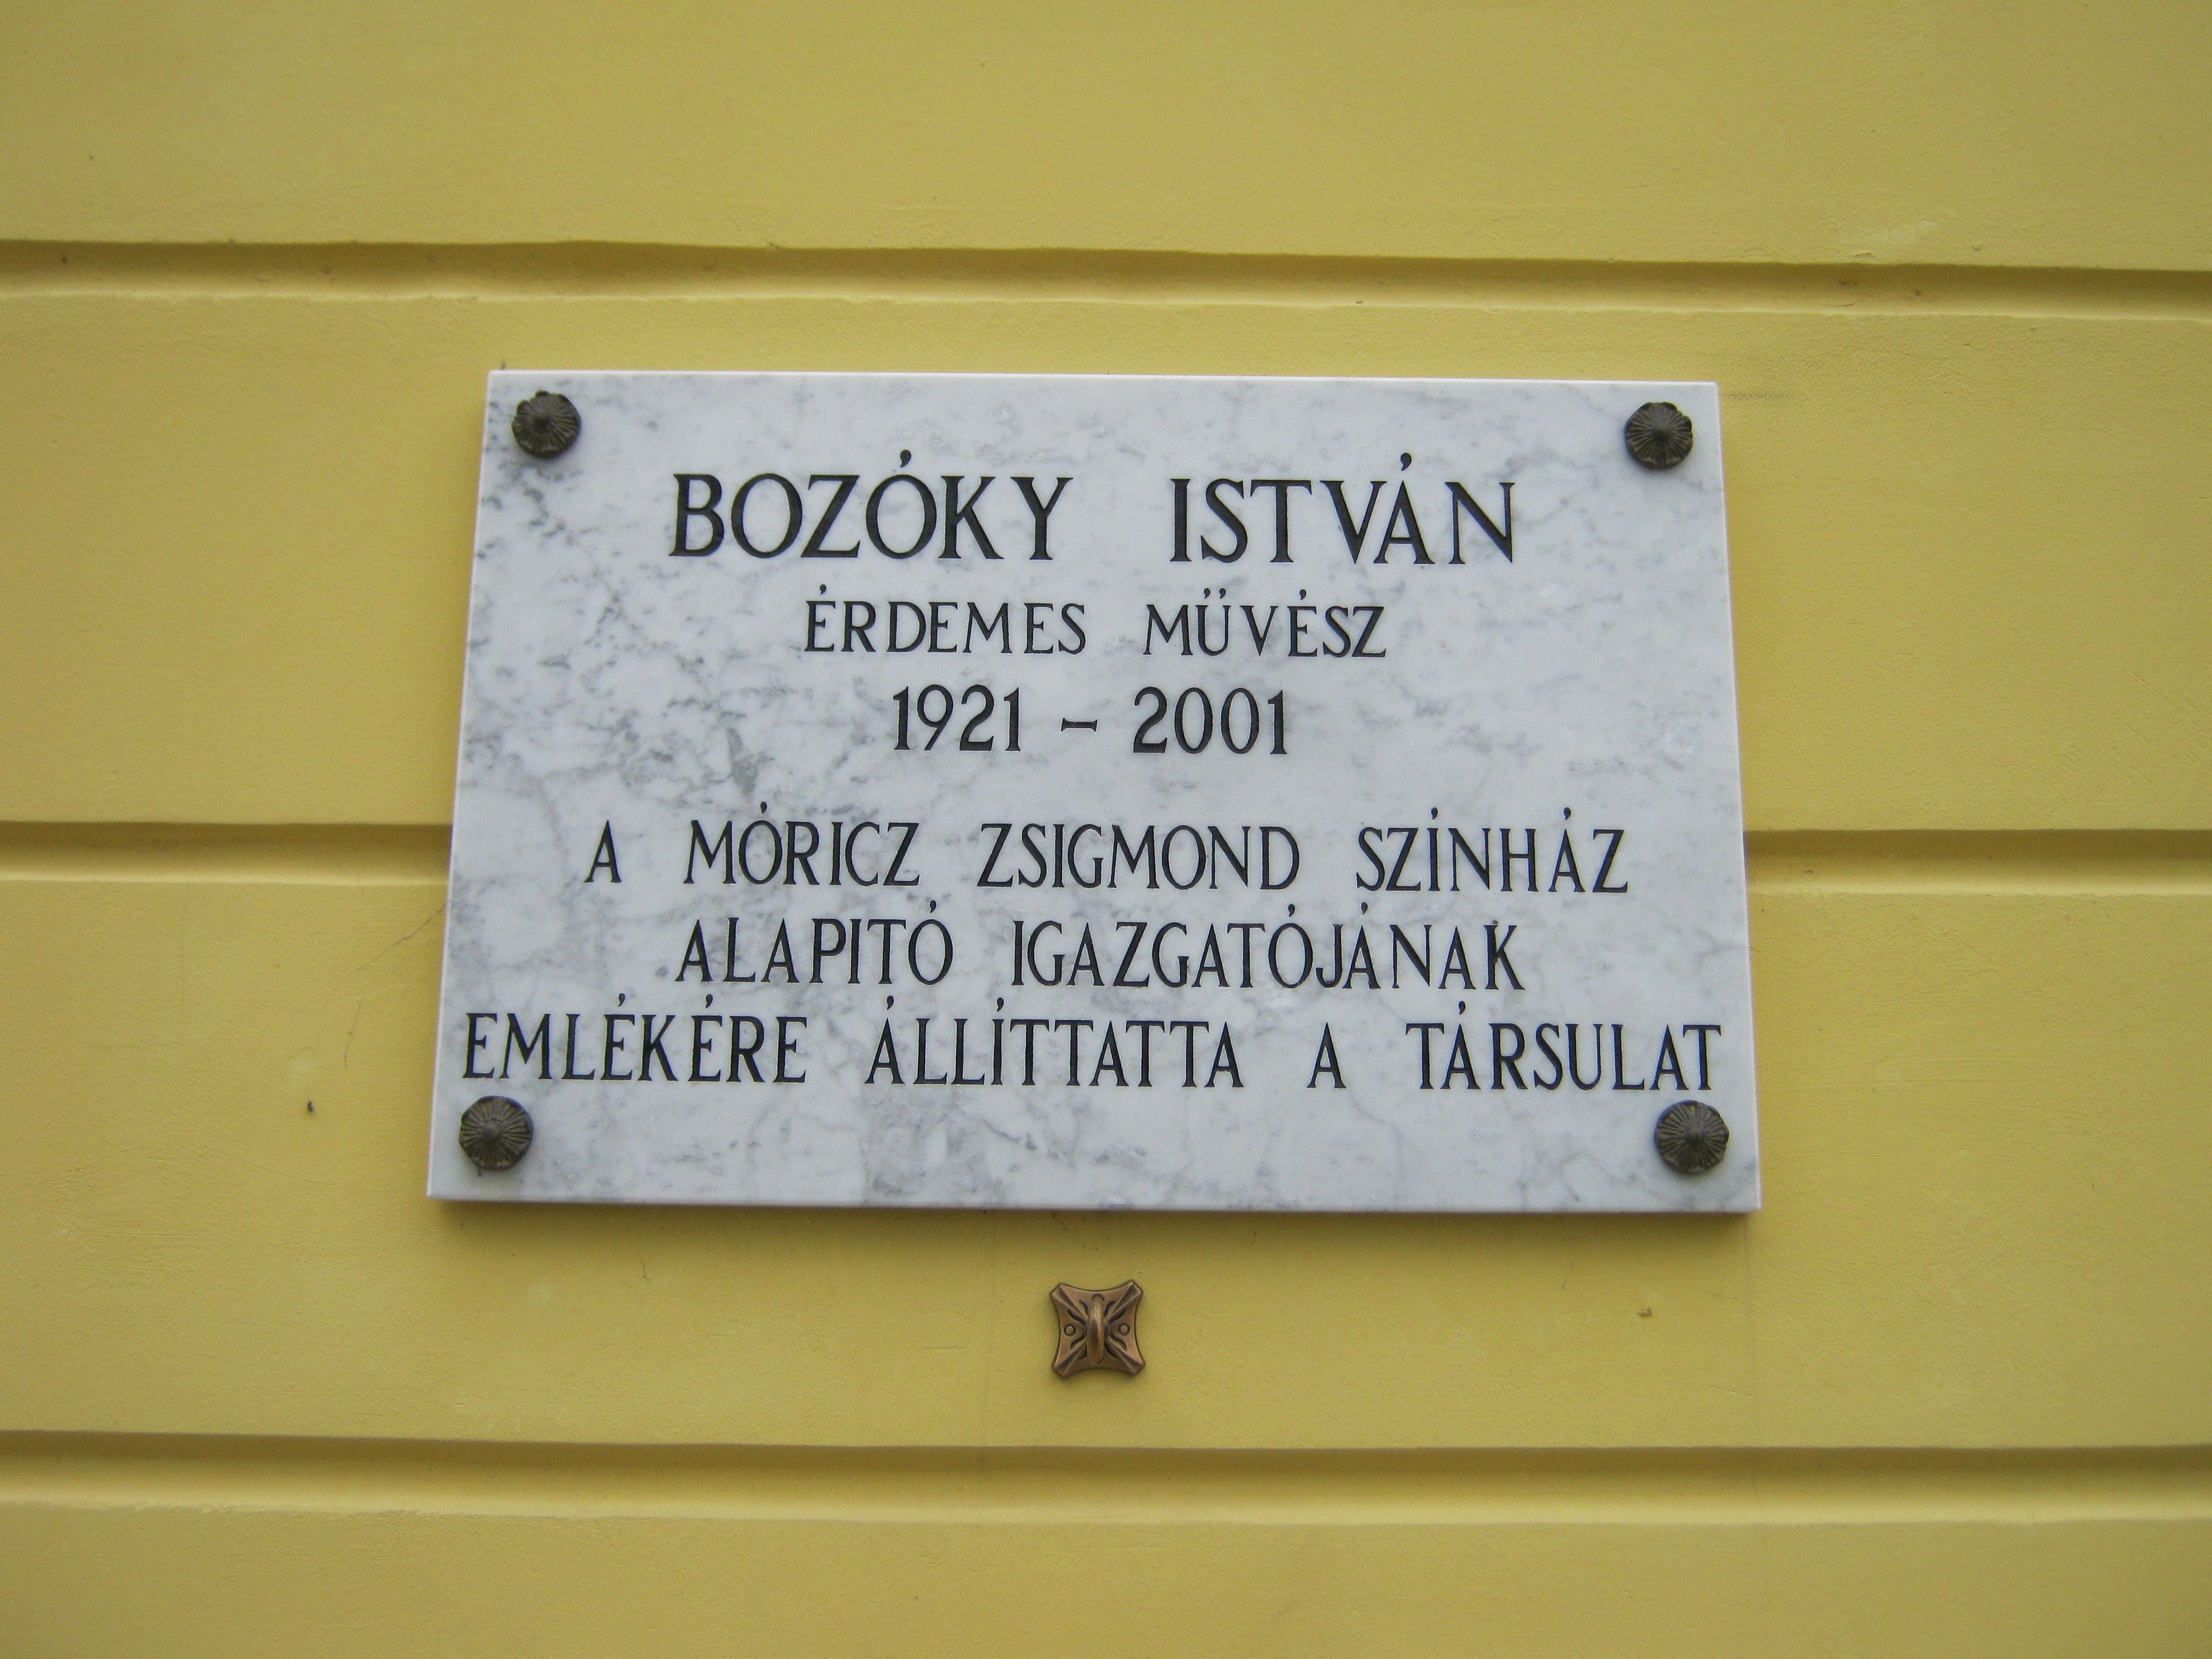 BOZÓKY ISTVÁN
ÉRDEMES MŰVÉSZ
1921 - 2001
A MÓRICZ ZSIGMOND SZÍNHÁZ
ALAPITÓ IGAZGATÓJÁNAK
EMLÉKÉRE ÁLLÍTTATTA A TÁRSULAT